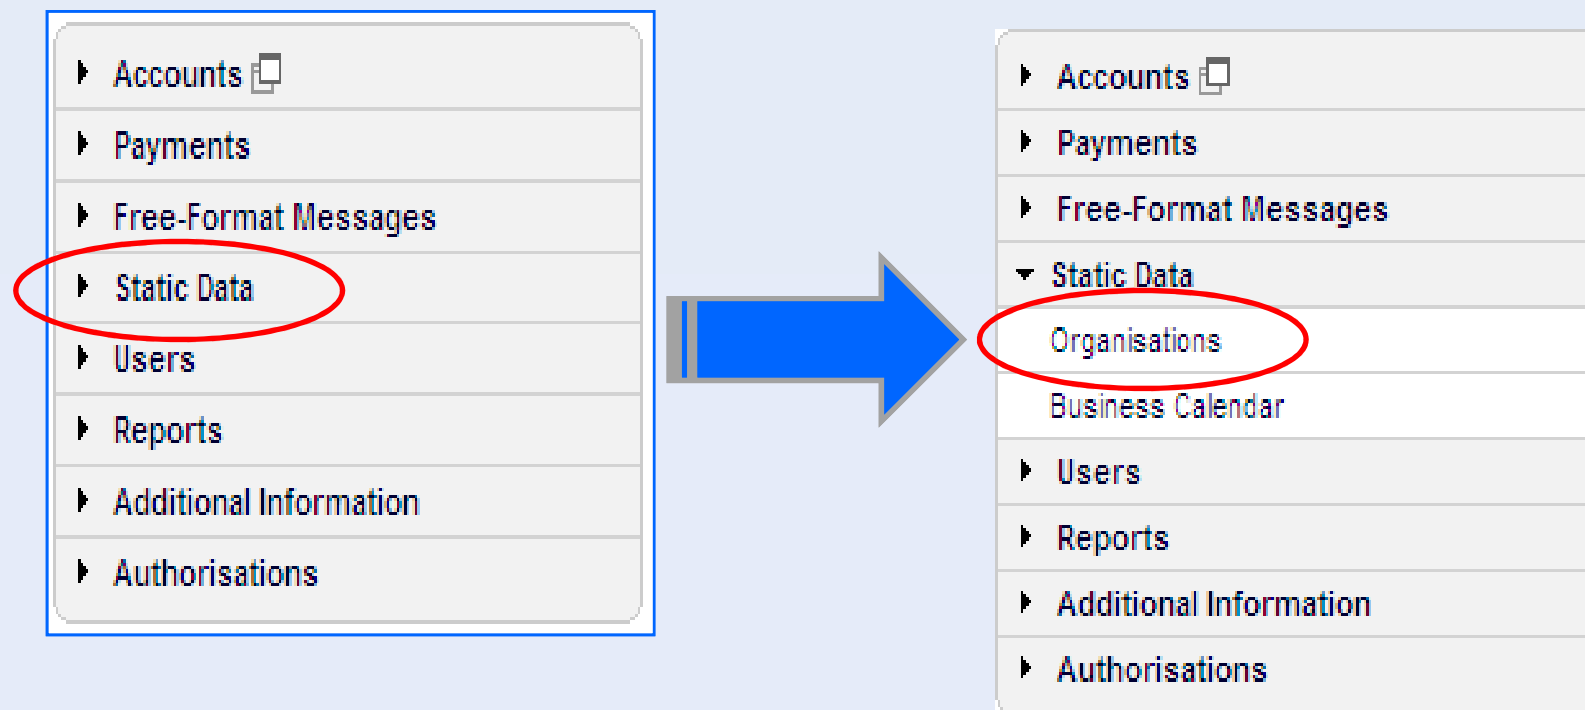 Accounts
Payments
Free-Format Messages
Static Data
Users
Reports
Additional Information
Authorisations
Accounts
Payments
Free-Format Messages
Static Data
Organisations
Business Calendar
Users
Reports
Additional Information
Authorisations